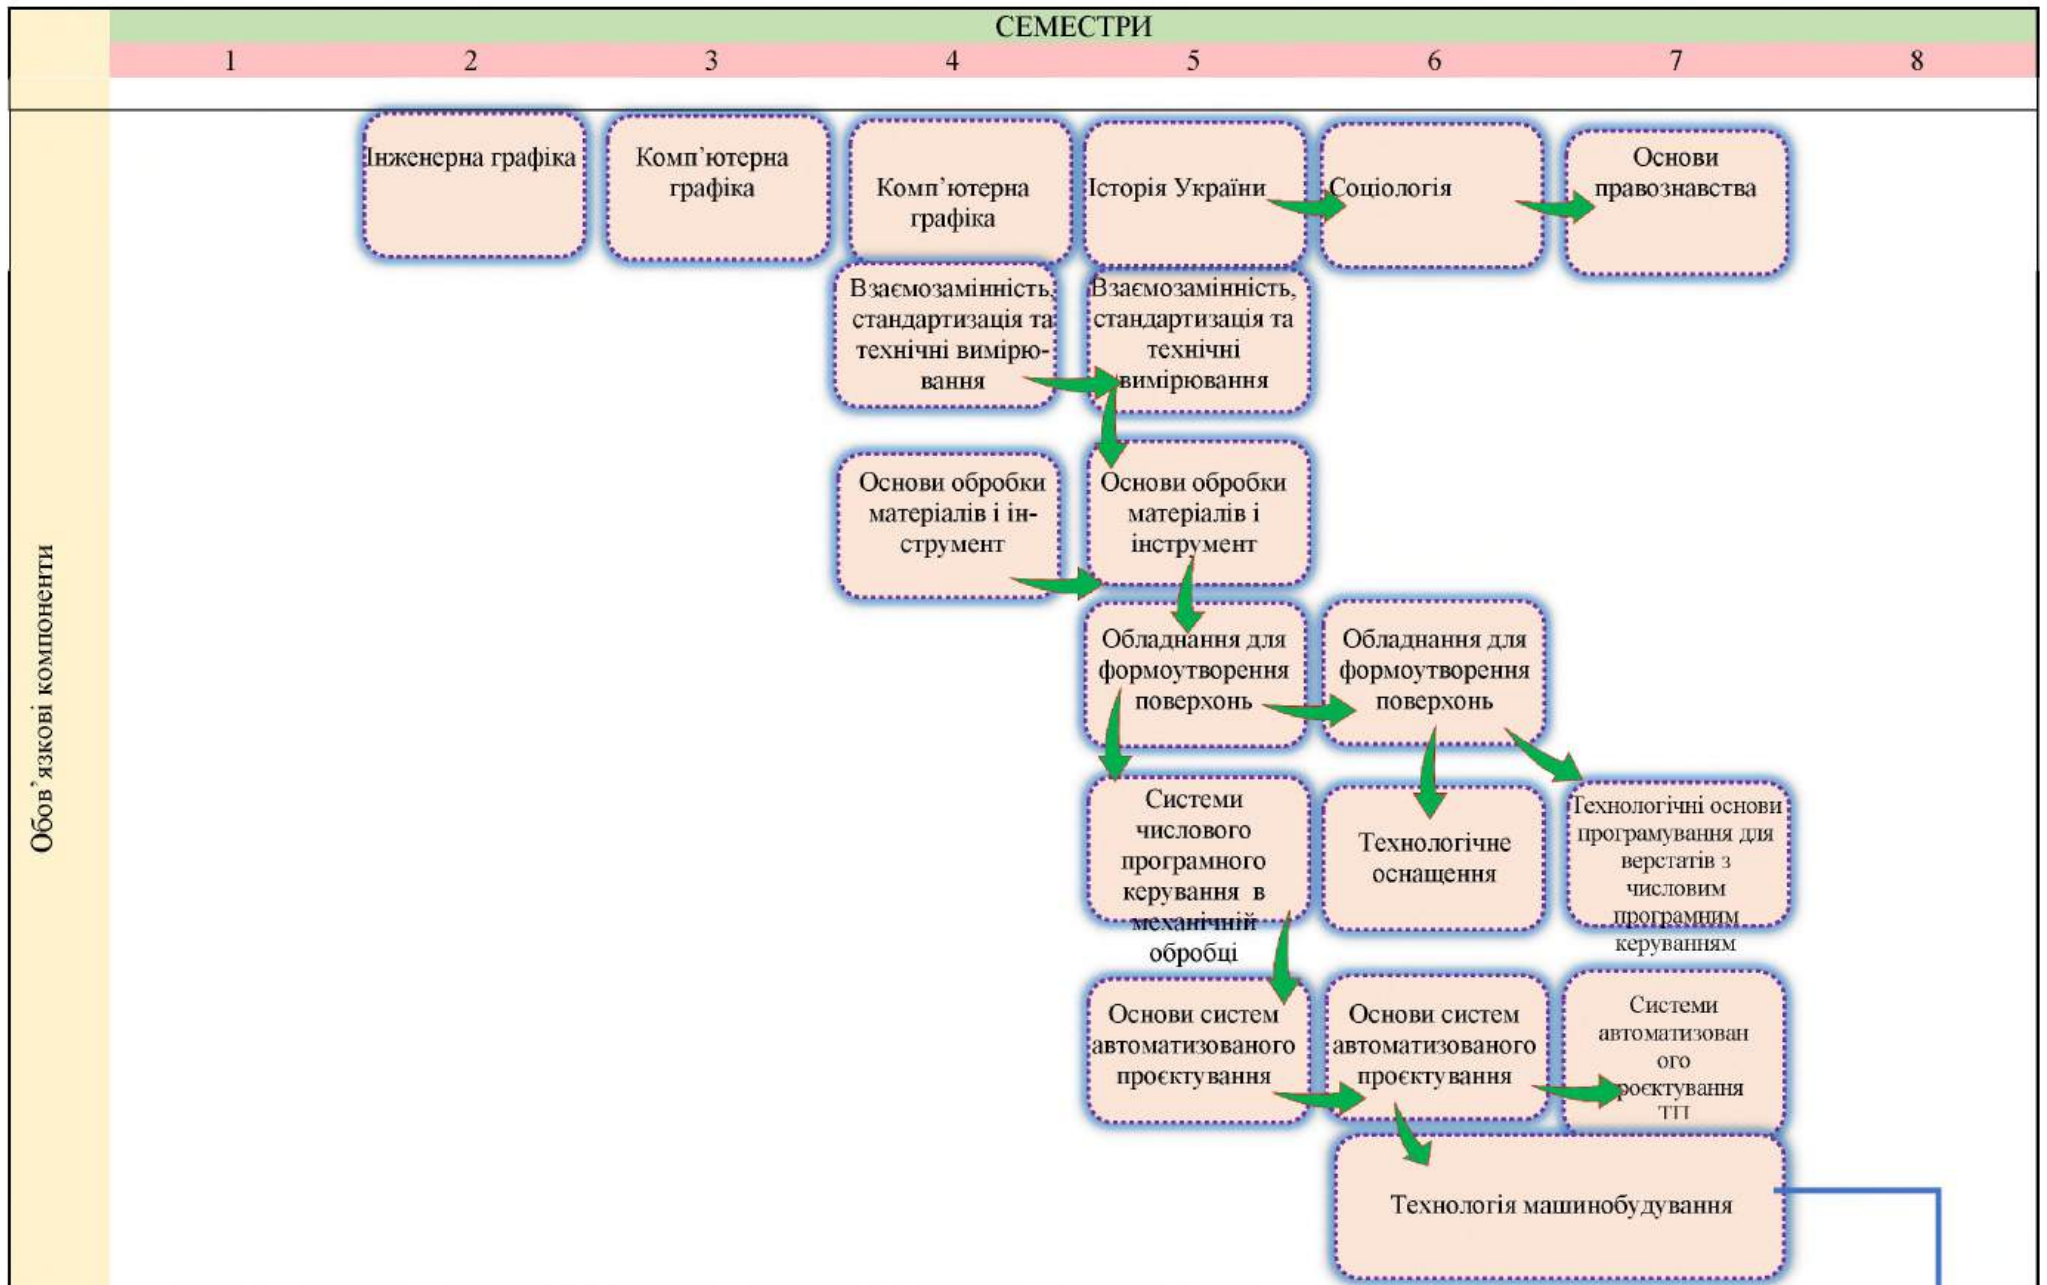 СЕМЕСТРИ
1 2 3 4 5 6 7 8
Обов’язкові компоненти
Інженерна графіка
Комп’ютерна
графіка
Комп’ютерна
графіка
Історія України
Соціологія
Основи
правознавства
Взаємозамінність,
стандартизація та
технічні вимірю-
вання
Взаємозамінність,
стандартизація та
технічні
вимірювання
Основи обробки
матеріалів і ін-
струмент
Основи обробки
матеріалів і
інструмент
Обладнання для
формоутворення
поверхонь
Обладнання для
формоутворення
поверхонь
Системи
числового
програмного
керування в
механічній
обробці
Технологічне
оснащення
Технологічні основи
програмування для
верстатів з
числовим
програмним
керуванням
Основи систем
автоматизованого
проєктування
Основи систем
автоматизованого
проєктування
Системи
автоматизован
ого
роєктування
ТП
Технологія машинобудування